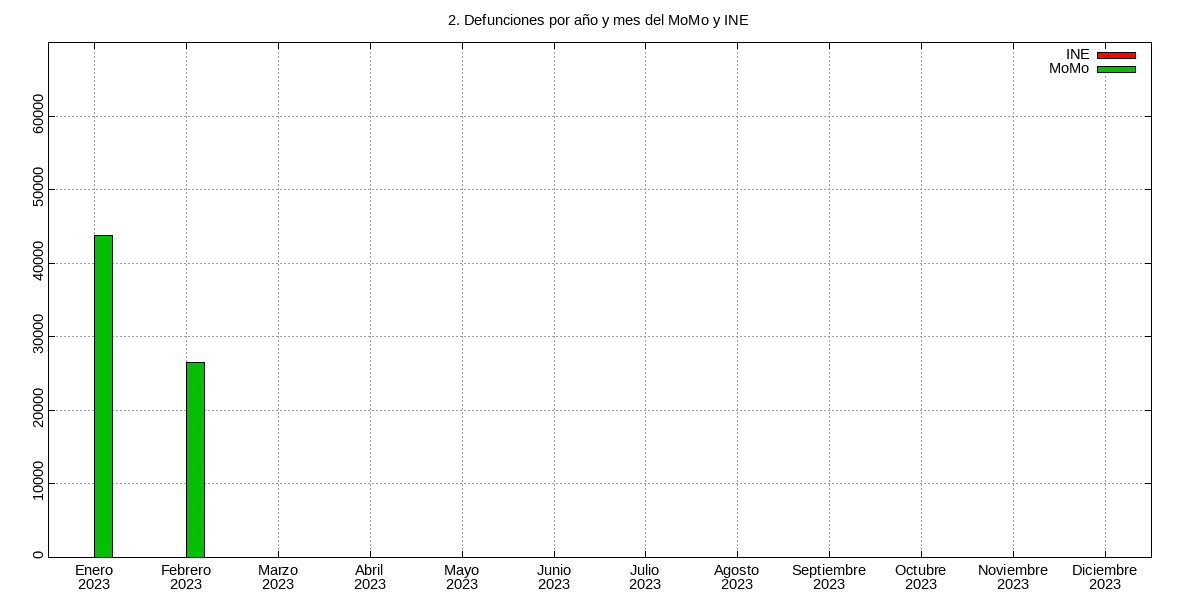 2. Defunciones por año y mes del MoMo y INE
INE
MoMo
60000
50000
40000
30000
20000
10000
0
Enero Febrero Marzo Abril Mayo Junio Julio Agosto Septiembre Octubre Noviembre Diciembre
2023 2023 2023 2023 2023 2023 2023 2023 2023 2023 2023 2023